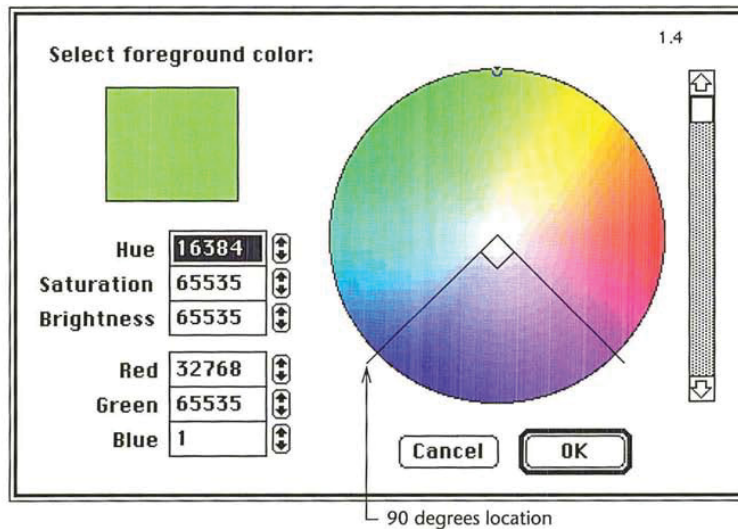 1.4
Select foreground color:
Hue 16384
Saturation 65535
Brightness 65535
Red 32768
Green 65535
Blue 1
Cancel OK
90 degrees location